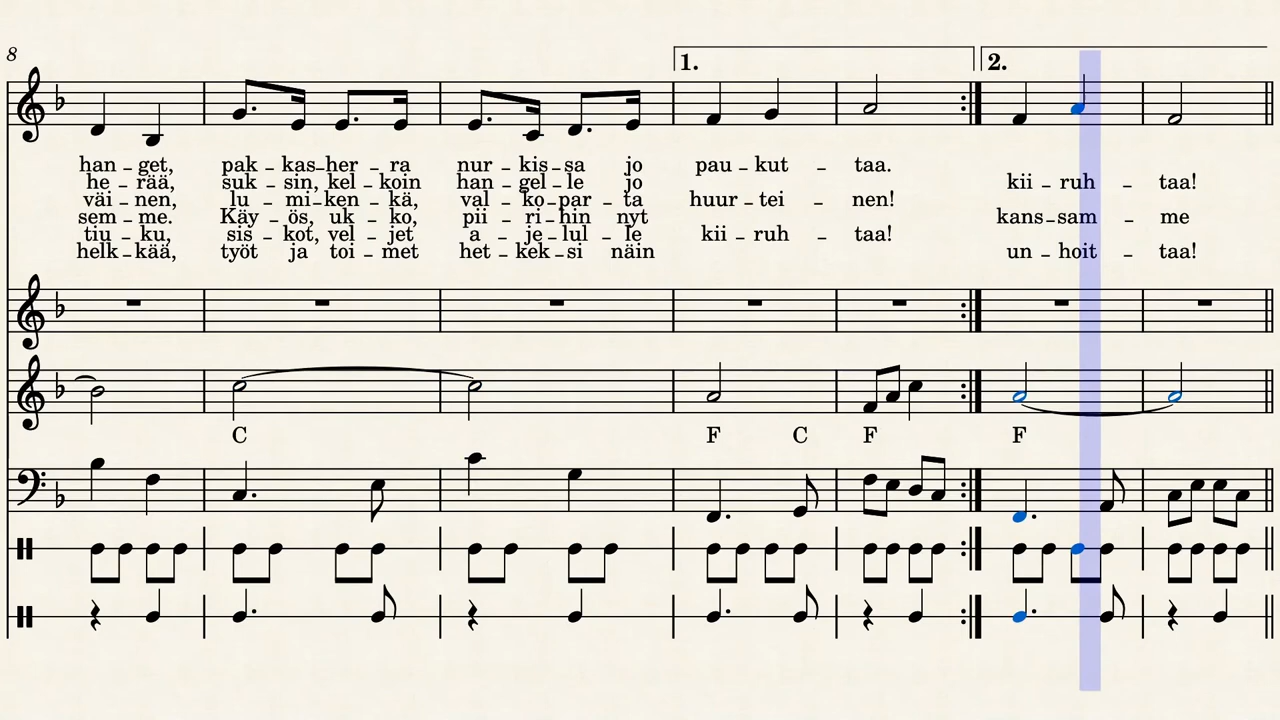 8
1. 2.
han – get, pak – kas – her – ra nur – kis – sa jo pau – kut – taa.
he – rää, suk – sin, kel – koin han – gel – le jo kii – ruh – taa!
väi – nen, lu – mi – ken – kä, val – ko – par – ta huur – tei – nen!
sem – me. Käy – ös, uk – ko, pii – ri – hin nyt kans – sam – me
tiu – ku, sis – kot, vel – jet a – je – lul – le kii – ruh – taa!
helk – kää, työt ja toi – met het – kek – si näin un – hoit – taa!
C F C F F